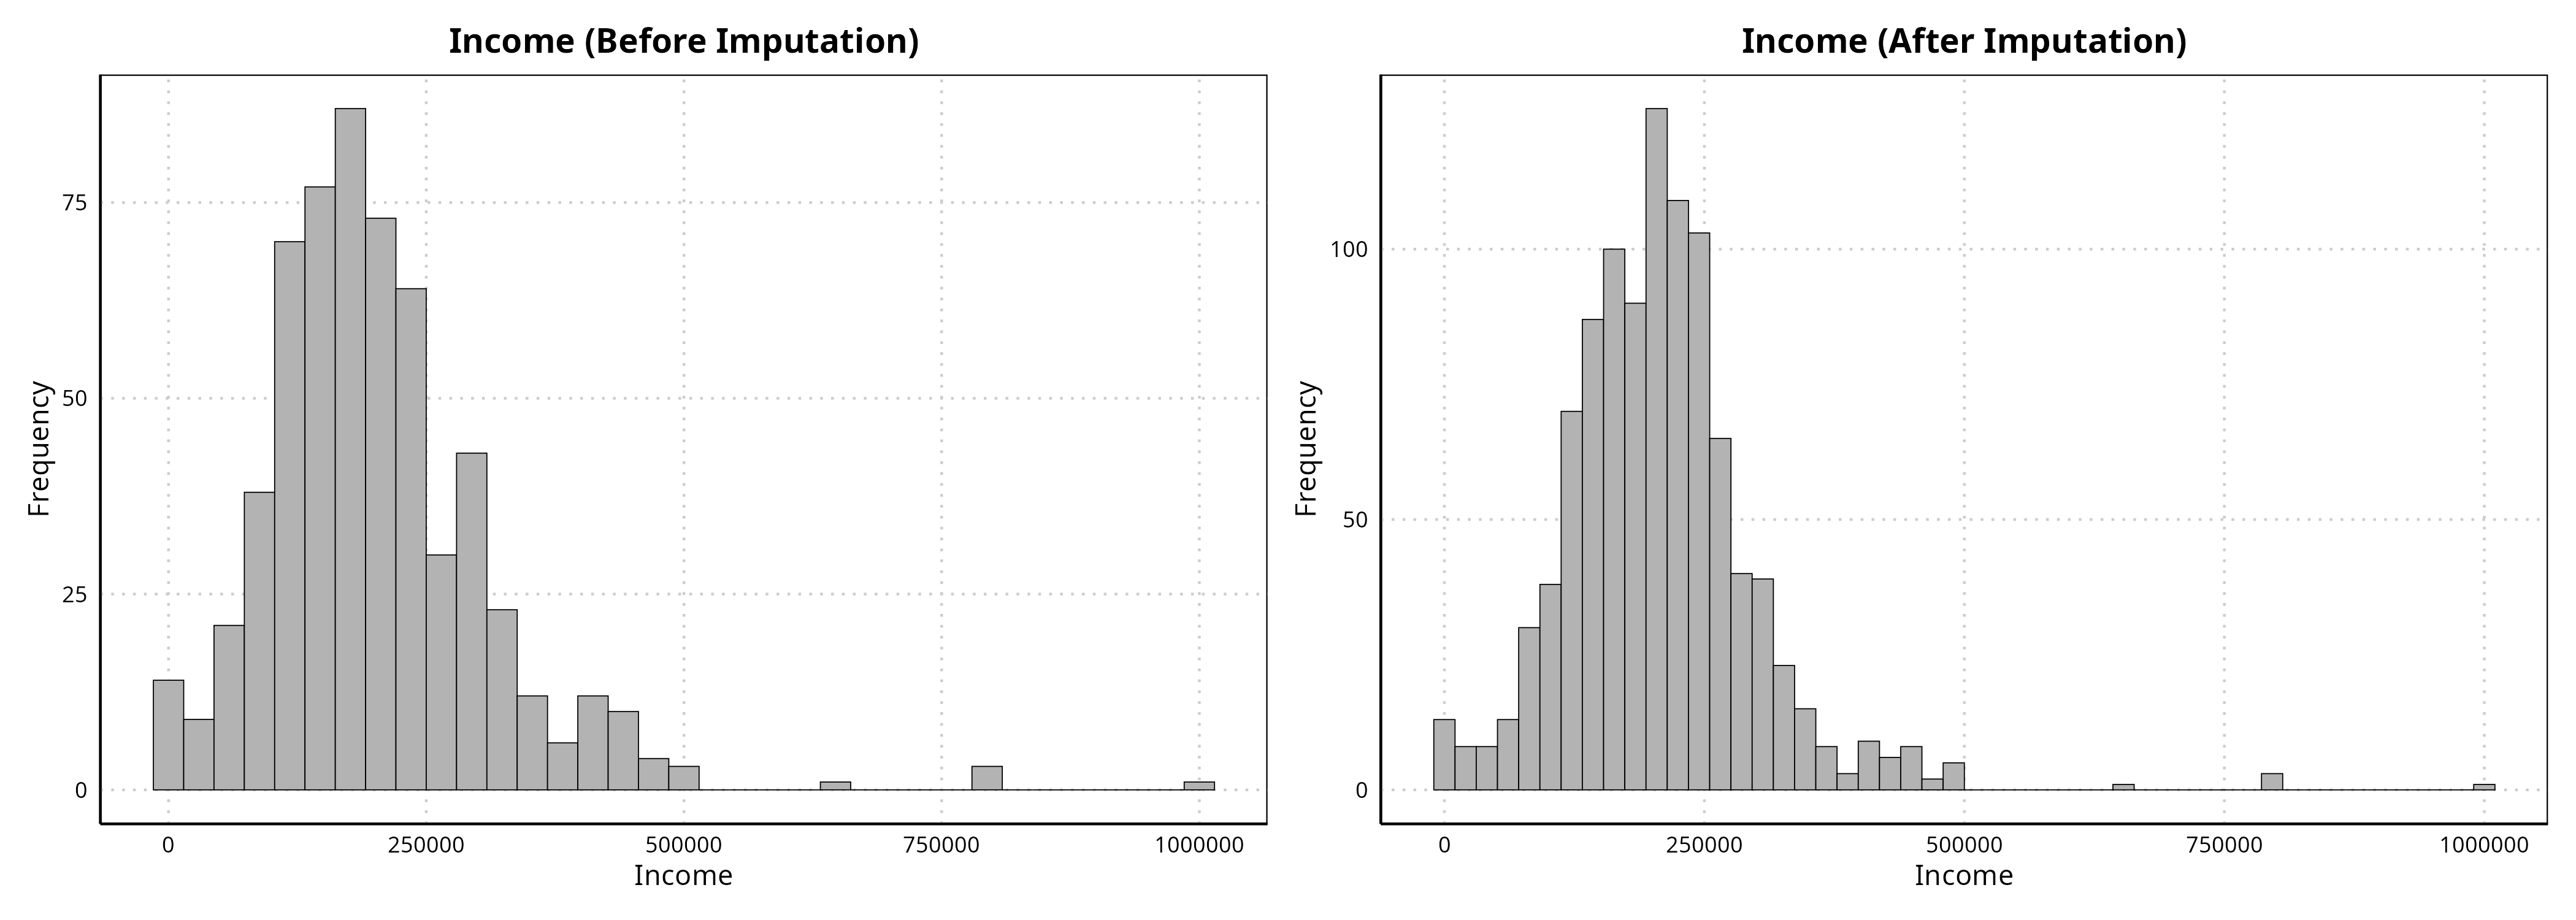 Income (Before Imputation)
Frequency
75
50
25
0
0 250000 500000 750000 1000000
Income
Income (After Imputation)
Frequency
100
50
0
0 250000 500000 750000 1000000
Income